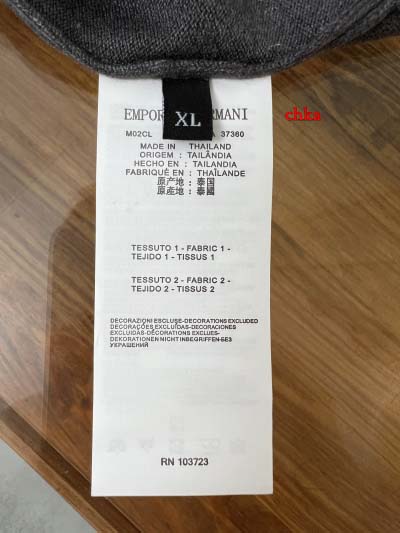 EMPOR ARMANI
XL
chka
M02CL 37360
MADE IN : THAILAND
ORIGEM : TAILÂNDIA
HECHO EN : TAILANDIA
FABRIQUÉ EN : THAÏLANDE
原产地: 泰国
原產地: 泰國
TESSUTO 1 - FABRIC 1 -
TEJIDO 1 - TISSUS 1
TESSUTO 2 - FABRIC 2 -
TEJIDO 2 - TISSUS 2
DECORAZIONI ESCLUSE-DECORATIONS EXCLUDED
DECORAÇÕES EXCLUÍDAS-DECORACIONES
EXCLUIDAS-DÉCORATIONS EXCLUES-
DEKORATIONEN NICHT INBEGRIFFEN-БЕЗ
УКРАШЕНИЙ
RN 103723